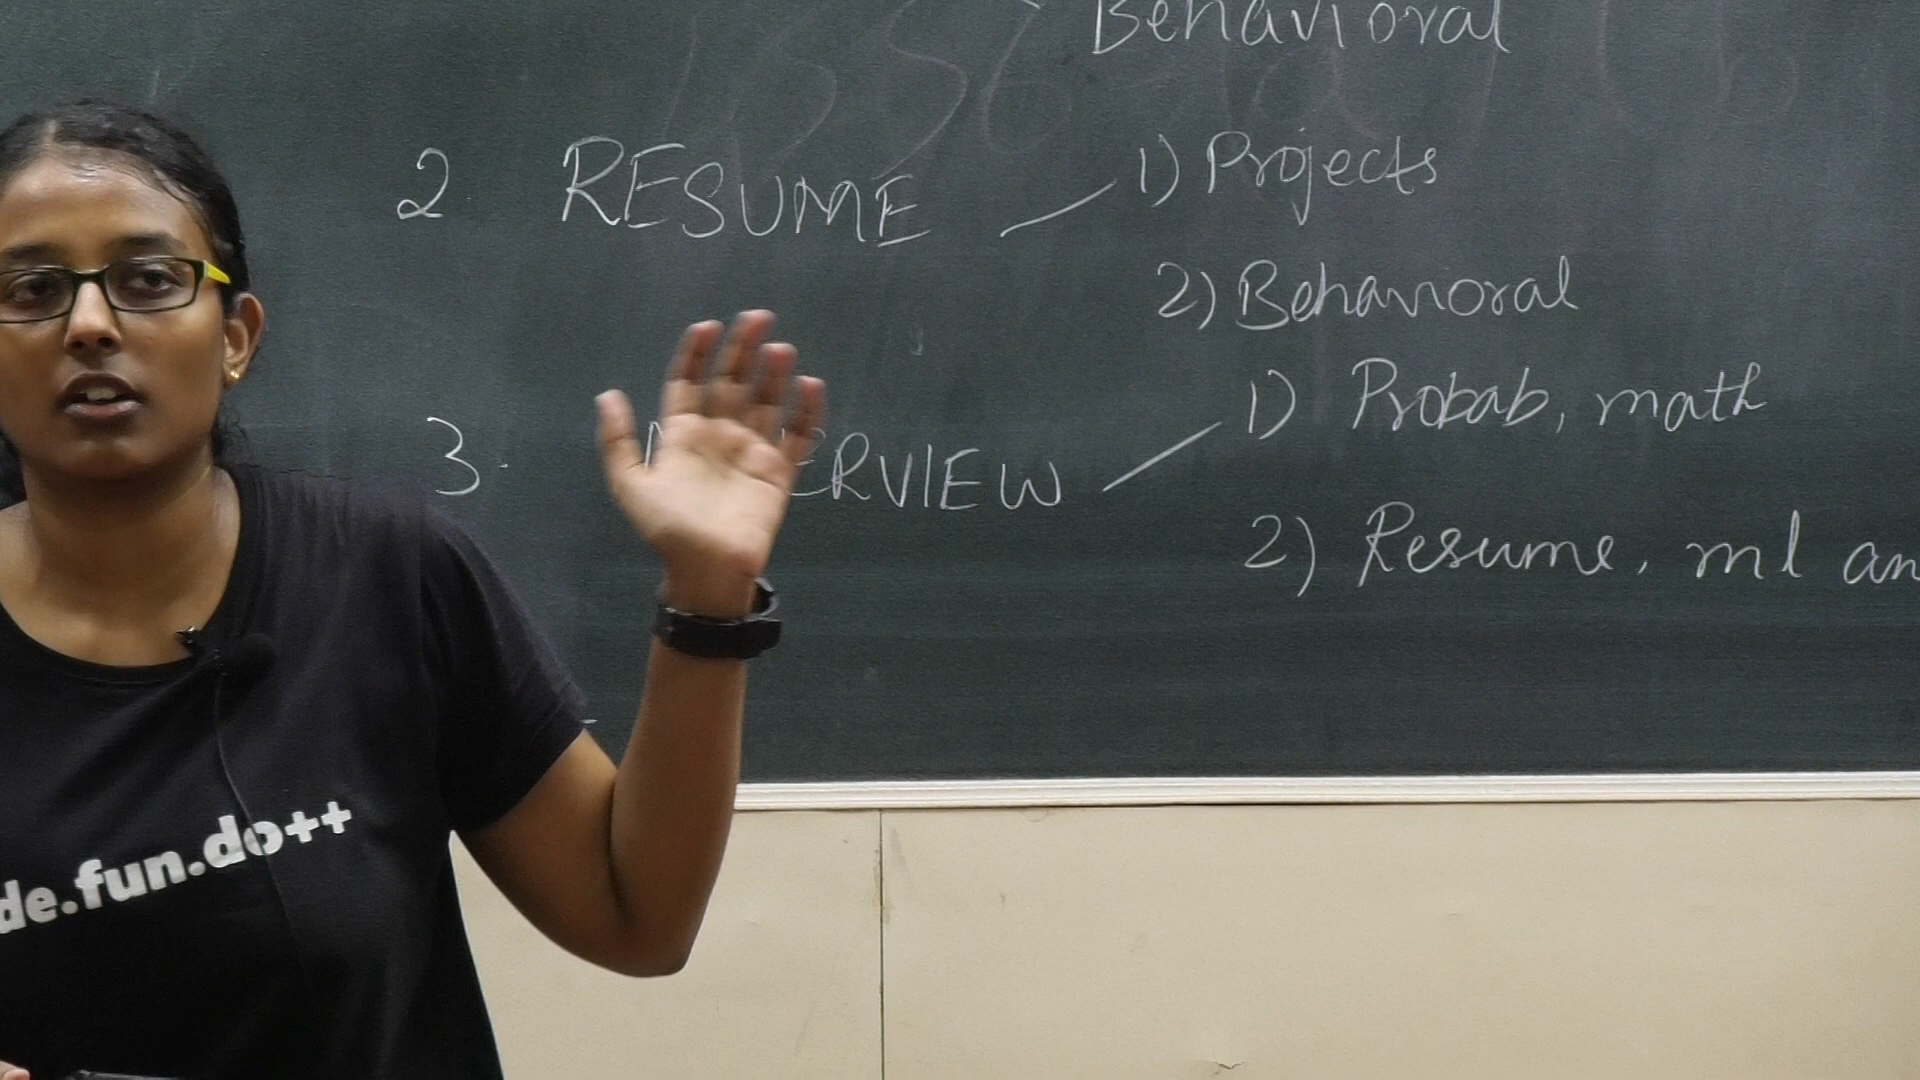 Behavioral
2. RESUME 1) Projects
2) Behavioral
3. ERVIEW 1) Probab, math
2) Resume, ml an
de.fun.do++